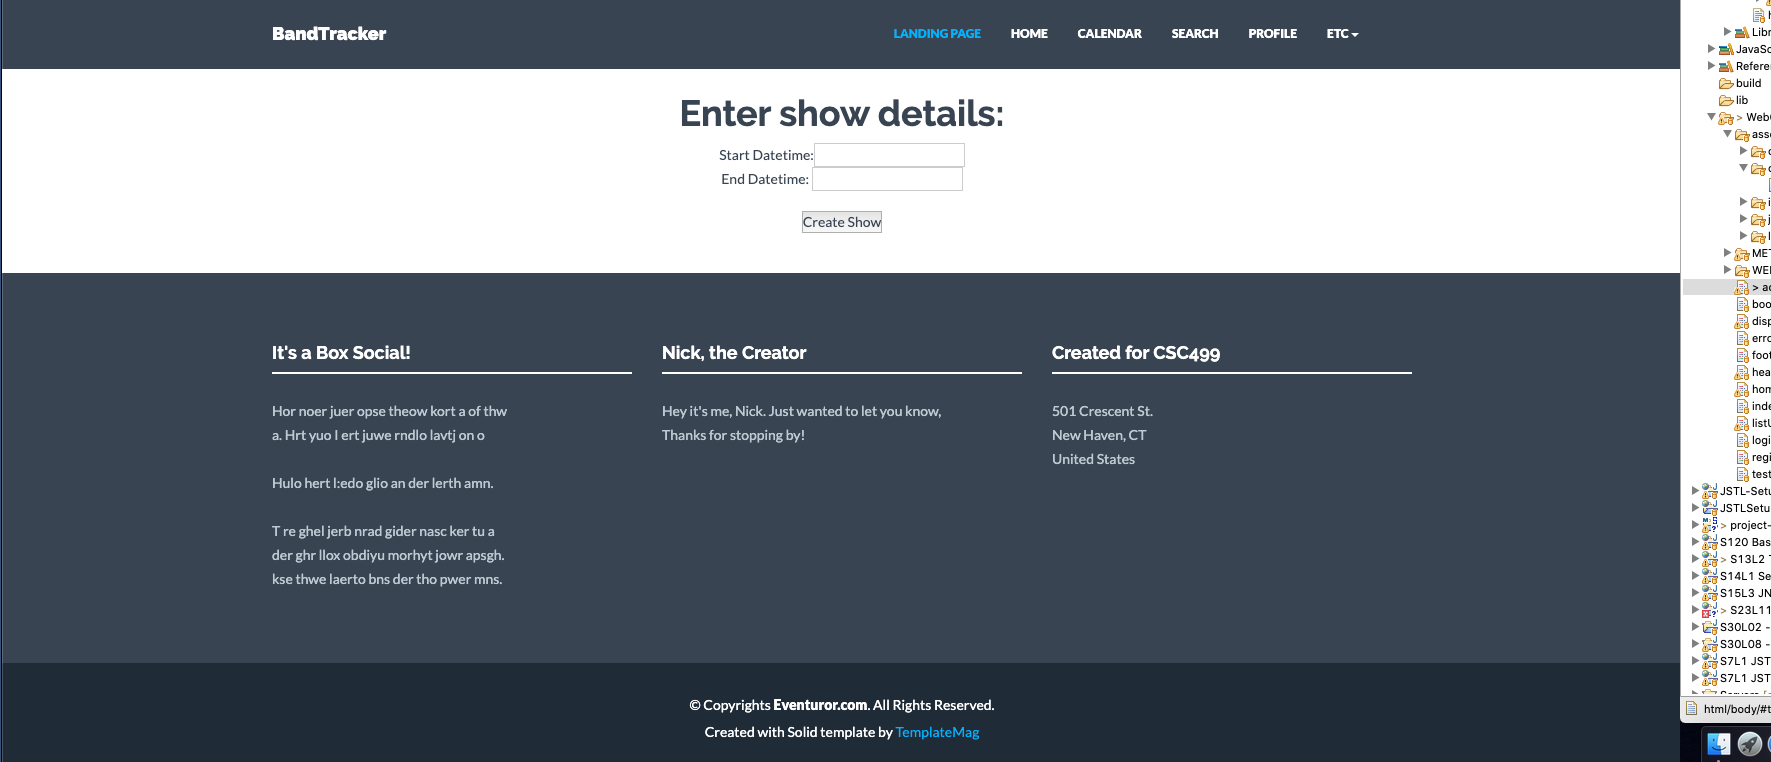 BandTracker
LANDING PAGE HOME CALENDAR SEARCH PROFILE ETC
Enter show details:
Start Datetime:
End Datetime:
Create Show
It's a Box Social!
Hor noer juer opse theow kort a of thw
a. Hrt yuo I ert juwe rndlo lavtj on o
Hulo hert l:edo glio an der lerth amn.
T re ghel jerb nrad gider nasc ker tu a
der ghr llox obdiyu morhyt jowr apsgh.
kse thwe laerto bns der tho pwer mns.
Nick, the Creator
Hey it's me, Nick. Just wanted to let you know,
Thanks for stopping by!
Created for CSC499
501 Crescent St.
New Haven, CT
United States
© Copyrights Eventuror.com. All Rights Reserved.
Created with Solid template by TemplateMag
Libr
JavaSc
Refere
build
lib
> Web
asse
MET
WE
> ac
boo
disp
erro
foot
hea
hom
inde
listU
logi
regi
test
JSTL-Setu
JSTLSetu
> project-
S120 Bas
> S13L2
S14L1 Se
S15L3 JN
> S23L11
S30L02 -
S30L08 -
S7L1 JST
S7L1 JST
html/body/#t